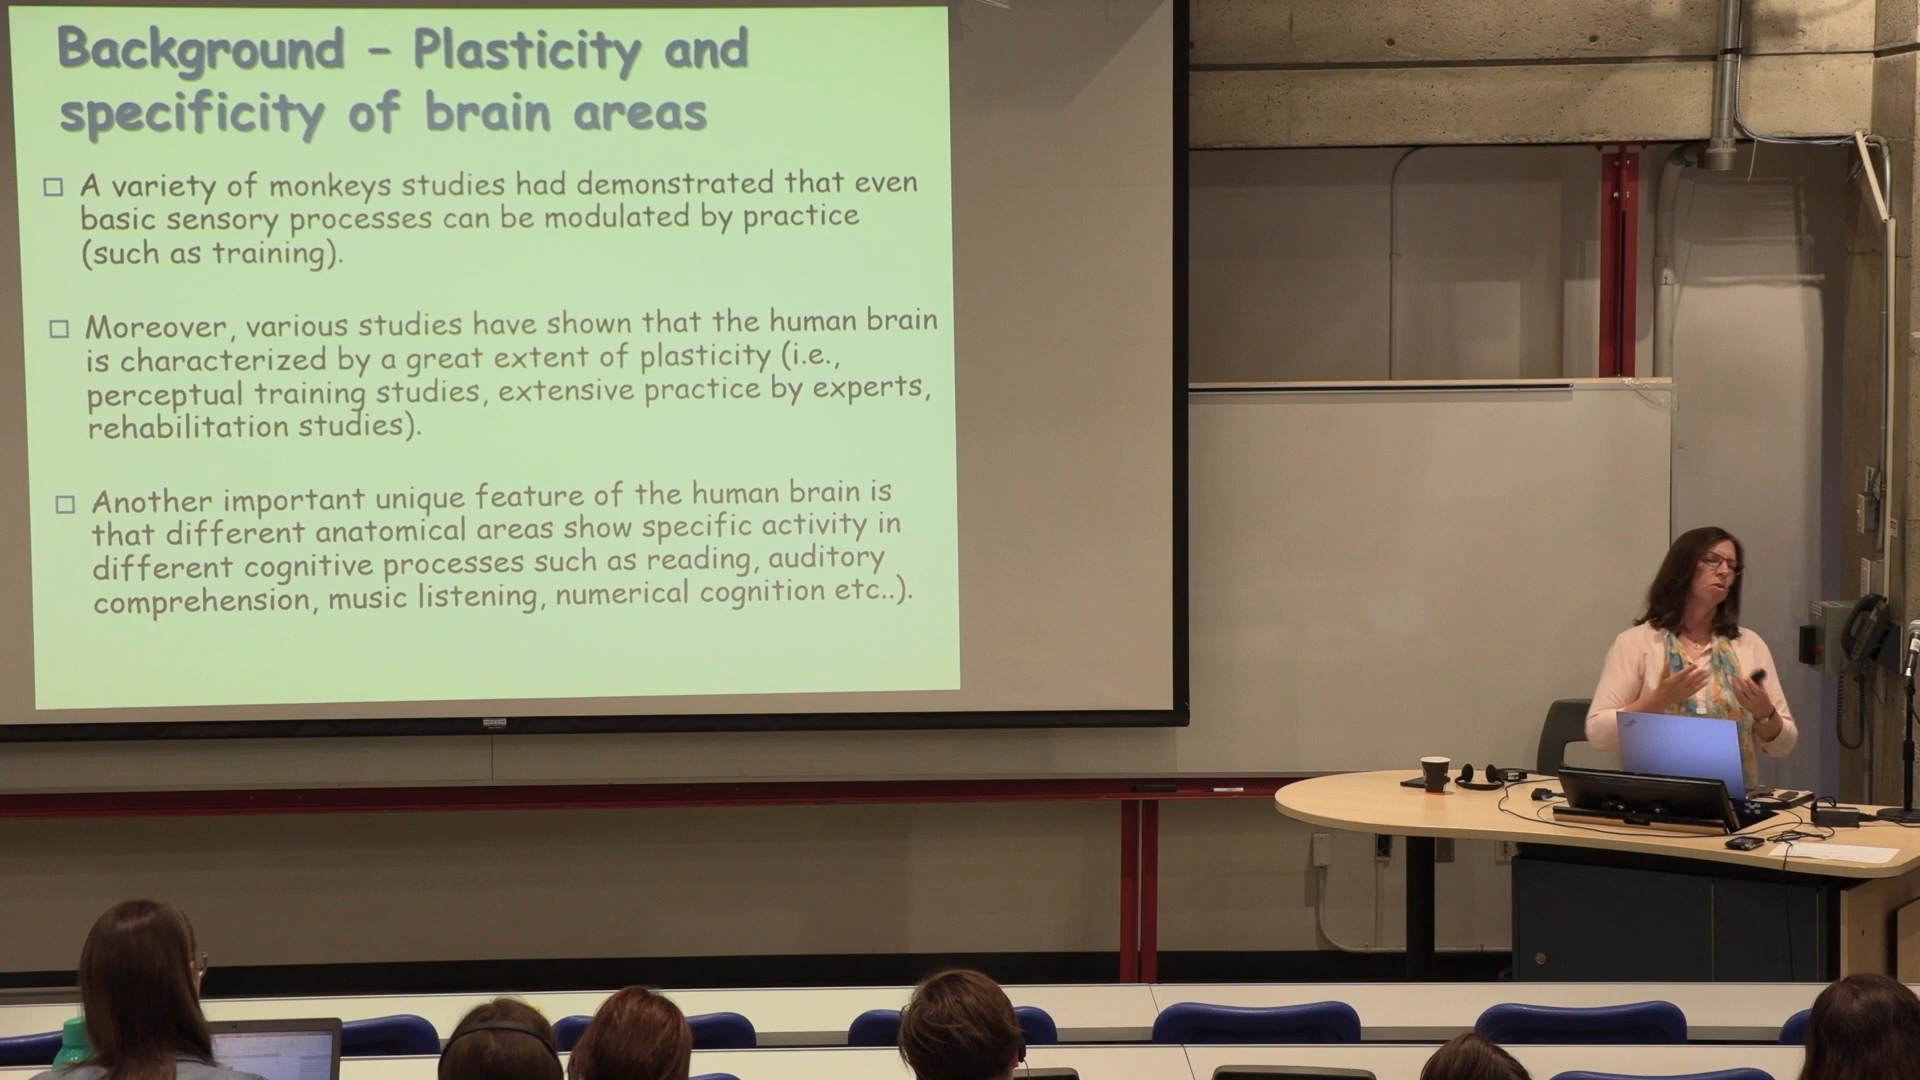 Background - Plasticity and
specificity of brain areas
A variety of monkeys studies had demonstrated that even
basic sensory processes can be modulated by practice
(such as training).
Moreover, various studies have shown that the human brain
is characterized by a great extent of plasticity (i.e.,
perceptual training studies, extensive practice by experts,
rehabilitation studies).
Another important unique feature of the human brain is
that different anatomical areas show specific activity in
different cognitive processes such as reading, auditory
comprehension, music listening, numerical cognition etc..).